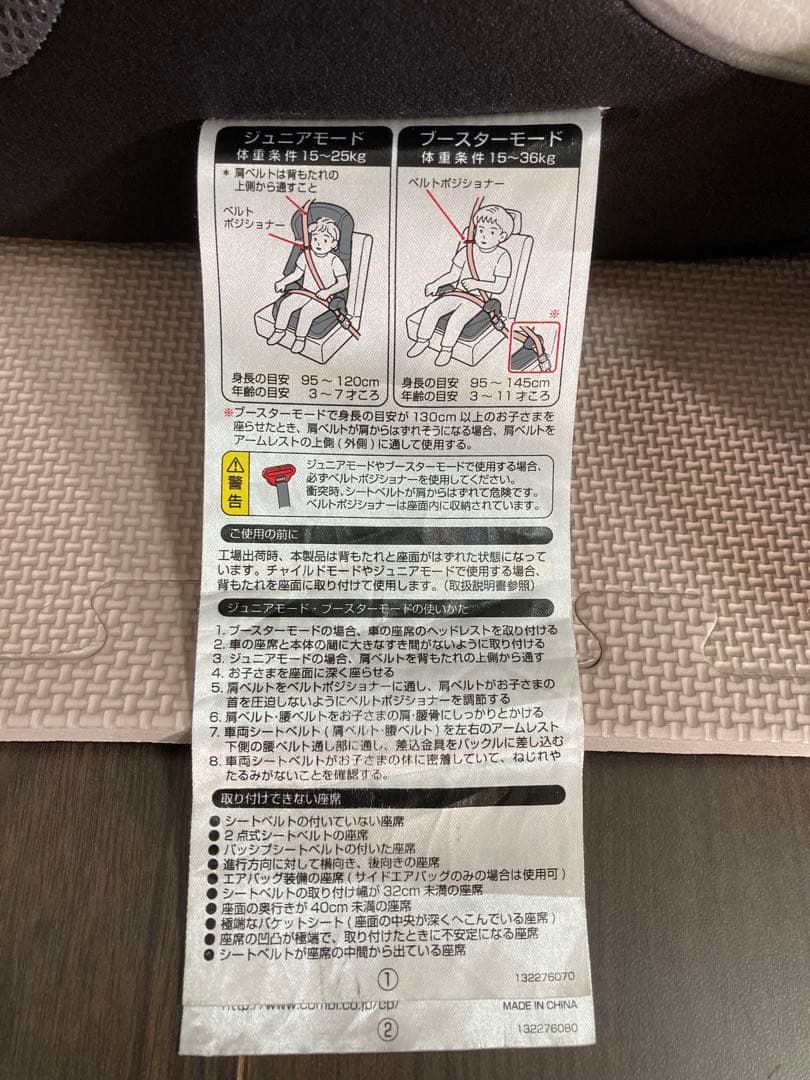 ジュニアモード
体重条件15〜25kg
* 肩ベルトは背もたれの
上側から通すこと
ベルト
ポジショナー
身長の目安 95〜120cm
年齢の目安 3〜7才ころ
ブースターモード
体重条件15〜36kg
ベルトポジショナー
※
身長の目安 95〜145cm
年齢の目安 3〜11才ころ
※ブースターモードで身長の目安が130cm以上のお子さまを
座らせたとき、肩ベルトが肩からはずれそうになる場合、肩ベルトを
アームレストの上側(外側)に通して使用する。
警告
ジュニアモードやブースターモードで使用する場合、
必ずベルトポジショナーを使用してください。
衝突時、シートベルトが肩からはずれて危険です。
ベルトポジショナーは座面内に収納されています。
ご使用の前に
工場出荷時、本製品は背もたれと座面がはずれた状態になって
います。チャイルドモードやジュニアモードで使用する場合、
背もたれを座面に取り付けて使用します。(取扱説明書参照)
ジュニアモード・ブースターモードの使いかた
1. ブースターモードの場合、車の座席のヘッドレストを取り付ける
2. 車の座席と本体の間に大きなすき間がないように取り付ける
3. ジュニアモードの場合、肩ベルトを背もたれの上側から通す
4. お子さまを座面に深く座らせる
5. 肩ベルトをベルトポジショナーに通し、肩ベルトがお子さまの
首を圧迫しないようにベルトポジショナーを調節する
6. 肩ベルト・腰ベルトをお子さまの肩・腰骨にしっかりとかける
7. 車両シートベルト(肩ベルト・腰ベルト)を左右のアームレスト
下側の腰ベルト通し部に通し、差込金具をバックルに差し込む
8. 車両シートベルトがお子さまの体に密着していて、ねじれや
たるみがないことを確認する。
取り付けできない座席
● シートベルトの付いていない座席
● 2点式シートベルトの座席
● パッシブシートベルトの付いた座席
● 進行方向に対して横向き、後向きの座席
● エアバッグ装備の座席(サイドエアバッグのみの場合は使用可)
● シートベルトの取り付け幅が32cm未満の座席
● 座面の奥行きが40cm未満の座席
● 極端なバケットシート(座面の中央が深くへこんでいる座席)
● 座席の凹凸が極端で、取り付けたときに不安定になる座席
● シートベルトが座席の中間から出ている座席
①
132276070
http://www.combi.co.jp/cp/
MADE IN CHINA
②
132276080